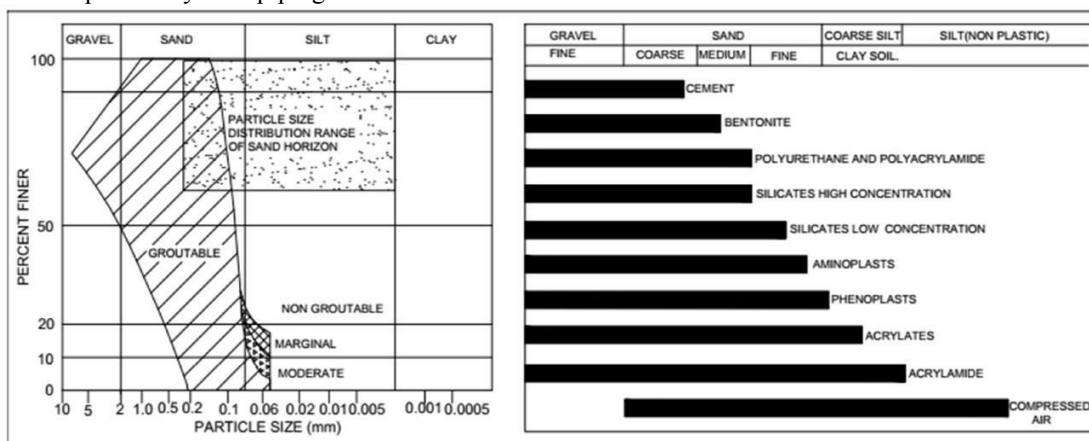 GRAVEL SAND SILT CLAY
100
PARTICLE SIZE
DISTRIBUTION RANGE
OF SAND HORIZON
PERCENT FINER
50
GROUTABLE
NON GROUTABLE
20
MARGINAL
10
MODERATE
0
10 5 2 1.0 0.5 0.2 0.1 0.06 0.02 0.01 0.005 0.001 0.0005
PARTICLE SIZE (mm)
GRAVEL SAND COARSE SILT SILT(NON PLASTIC)
FINE COARSE MEDIUM FINE CLAY SOIL.
CEMENT
BENTONITE
POLYURETHANE AND POLYACRYLAMIDE
SILICATES HIGH CONCENTRATION
SILICATES LOW CONCENTRATION
AMINOPLASTS
PHENOPLASTS
ACRYLATES
ACRYLAMIDE
COMPRESSED
AIR